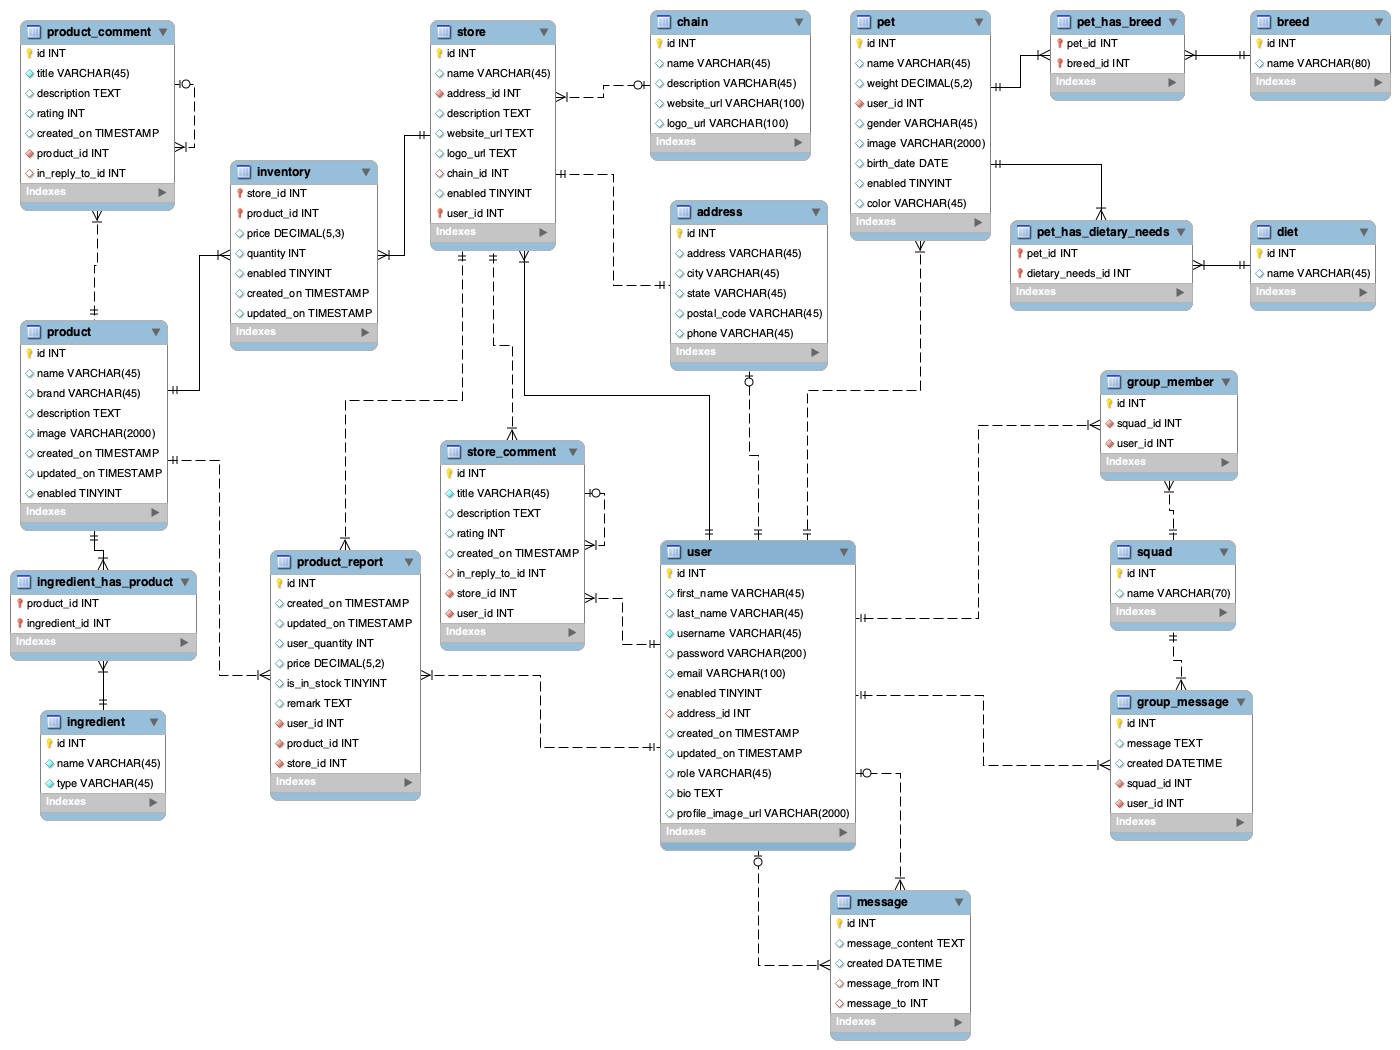 product_comment
id INT
title VARCHAR(45)
description TEXT
rating INT
created_on TIMESTAMP
product_id INT
in_reply_to_id INT
Indexes
store
id INT
name VARCHAR(45)
address_id INT
description TEXT
website_url TEXT
logo_url TEXT
chain_id INT
enabled TINYINT
user_id INT
Indexes
chain
id INT
name VARCHAR(45)
description VARCHAR(45)
website_url VARCHAR(100)
logo_url VARCHAR(100)
Indexes
pet
id INT
name VARCHAR(45)
weight DECIMAL(5,2)
user_id INT
gender VARCHAR(45)
image VARCHAR(2000)
birth_date DATE
enabled TINYINT
color VARCHAR(45)
Indexes
pet_has_breed
pet_id INT
breed_id INT
Indexes
breed
id INT
name VARCHAR(80)
Indexes
inventory
store_id INT
product_id INT
price DECIMAL(5,3)
quantity INT
enabled TINYINT
created_on TIMESTAMP
updated_on TIMESTAMP
Indexes
address
id INT
address VARCHAR(45)
city VARCHAR(45)
state VARCHAR(45)
postal_code VARCHAR(45)
phone VARCHAR(45)
Indexes
pet_has_dietary_needs
pet_id INT
dietary_needs_id INT
Indexes
diet
id INT
name VARCHAR(45)
Indexes
product
id INT
name VARCHAR(45)
brand VARCHAR(45)
description TEXT
image VARCHAR(2000)
created_on TIMESTAMP
updated_on TIMESTAMP
enabled TINYINT
Indexes
group_member
id INT
squad_id INT
user_id INT
Indexes
store_comment
id INT
title VARCHAR(45)
description TEXT
rating INT
created_on TIMESTAMP
in_reply_to_id INT
store_id INT
user_id INT
Indexes
product_report
id INT
created_on TIMESTAMP
updated_on TIMESTAMP
user_quantity INT
price DECIMAL(5,2)
is_in_stock TINYINT
remark TEXT
user_id INT
product_id INT
store_id INT
Indexes
user
id INT
first_name VARCHAR(45)
last_name VARCHAR(45)
username VARCHAR(45)
password VARCHAR(200)
email VARCHAR(100)
enabled TINYINT
address_id INT
created_on TIMESTAMP
updated_on TIMESTAMP
role VARCHAR(45)
bio TEXT
profile_image_url VARCHAR(2000)
Indexes
squad
id INT
name VARCHAR(70)
Indexes
ingredient_has_product
product_id INT
ingredient_id INT
Indexes
group_message
id INT
message TEXT
created DATETIME
squad_id INT
user_id INT
Indexes
ingredient
id INT
name VARCHAR(45)
type VARCHAR(45)
Indexes
message
id INT
message_content TEXT
created DATETIME
message_from INT
message_to INT
Indexes